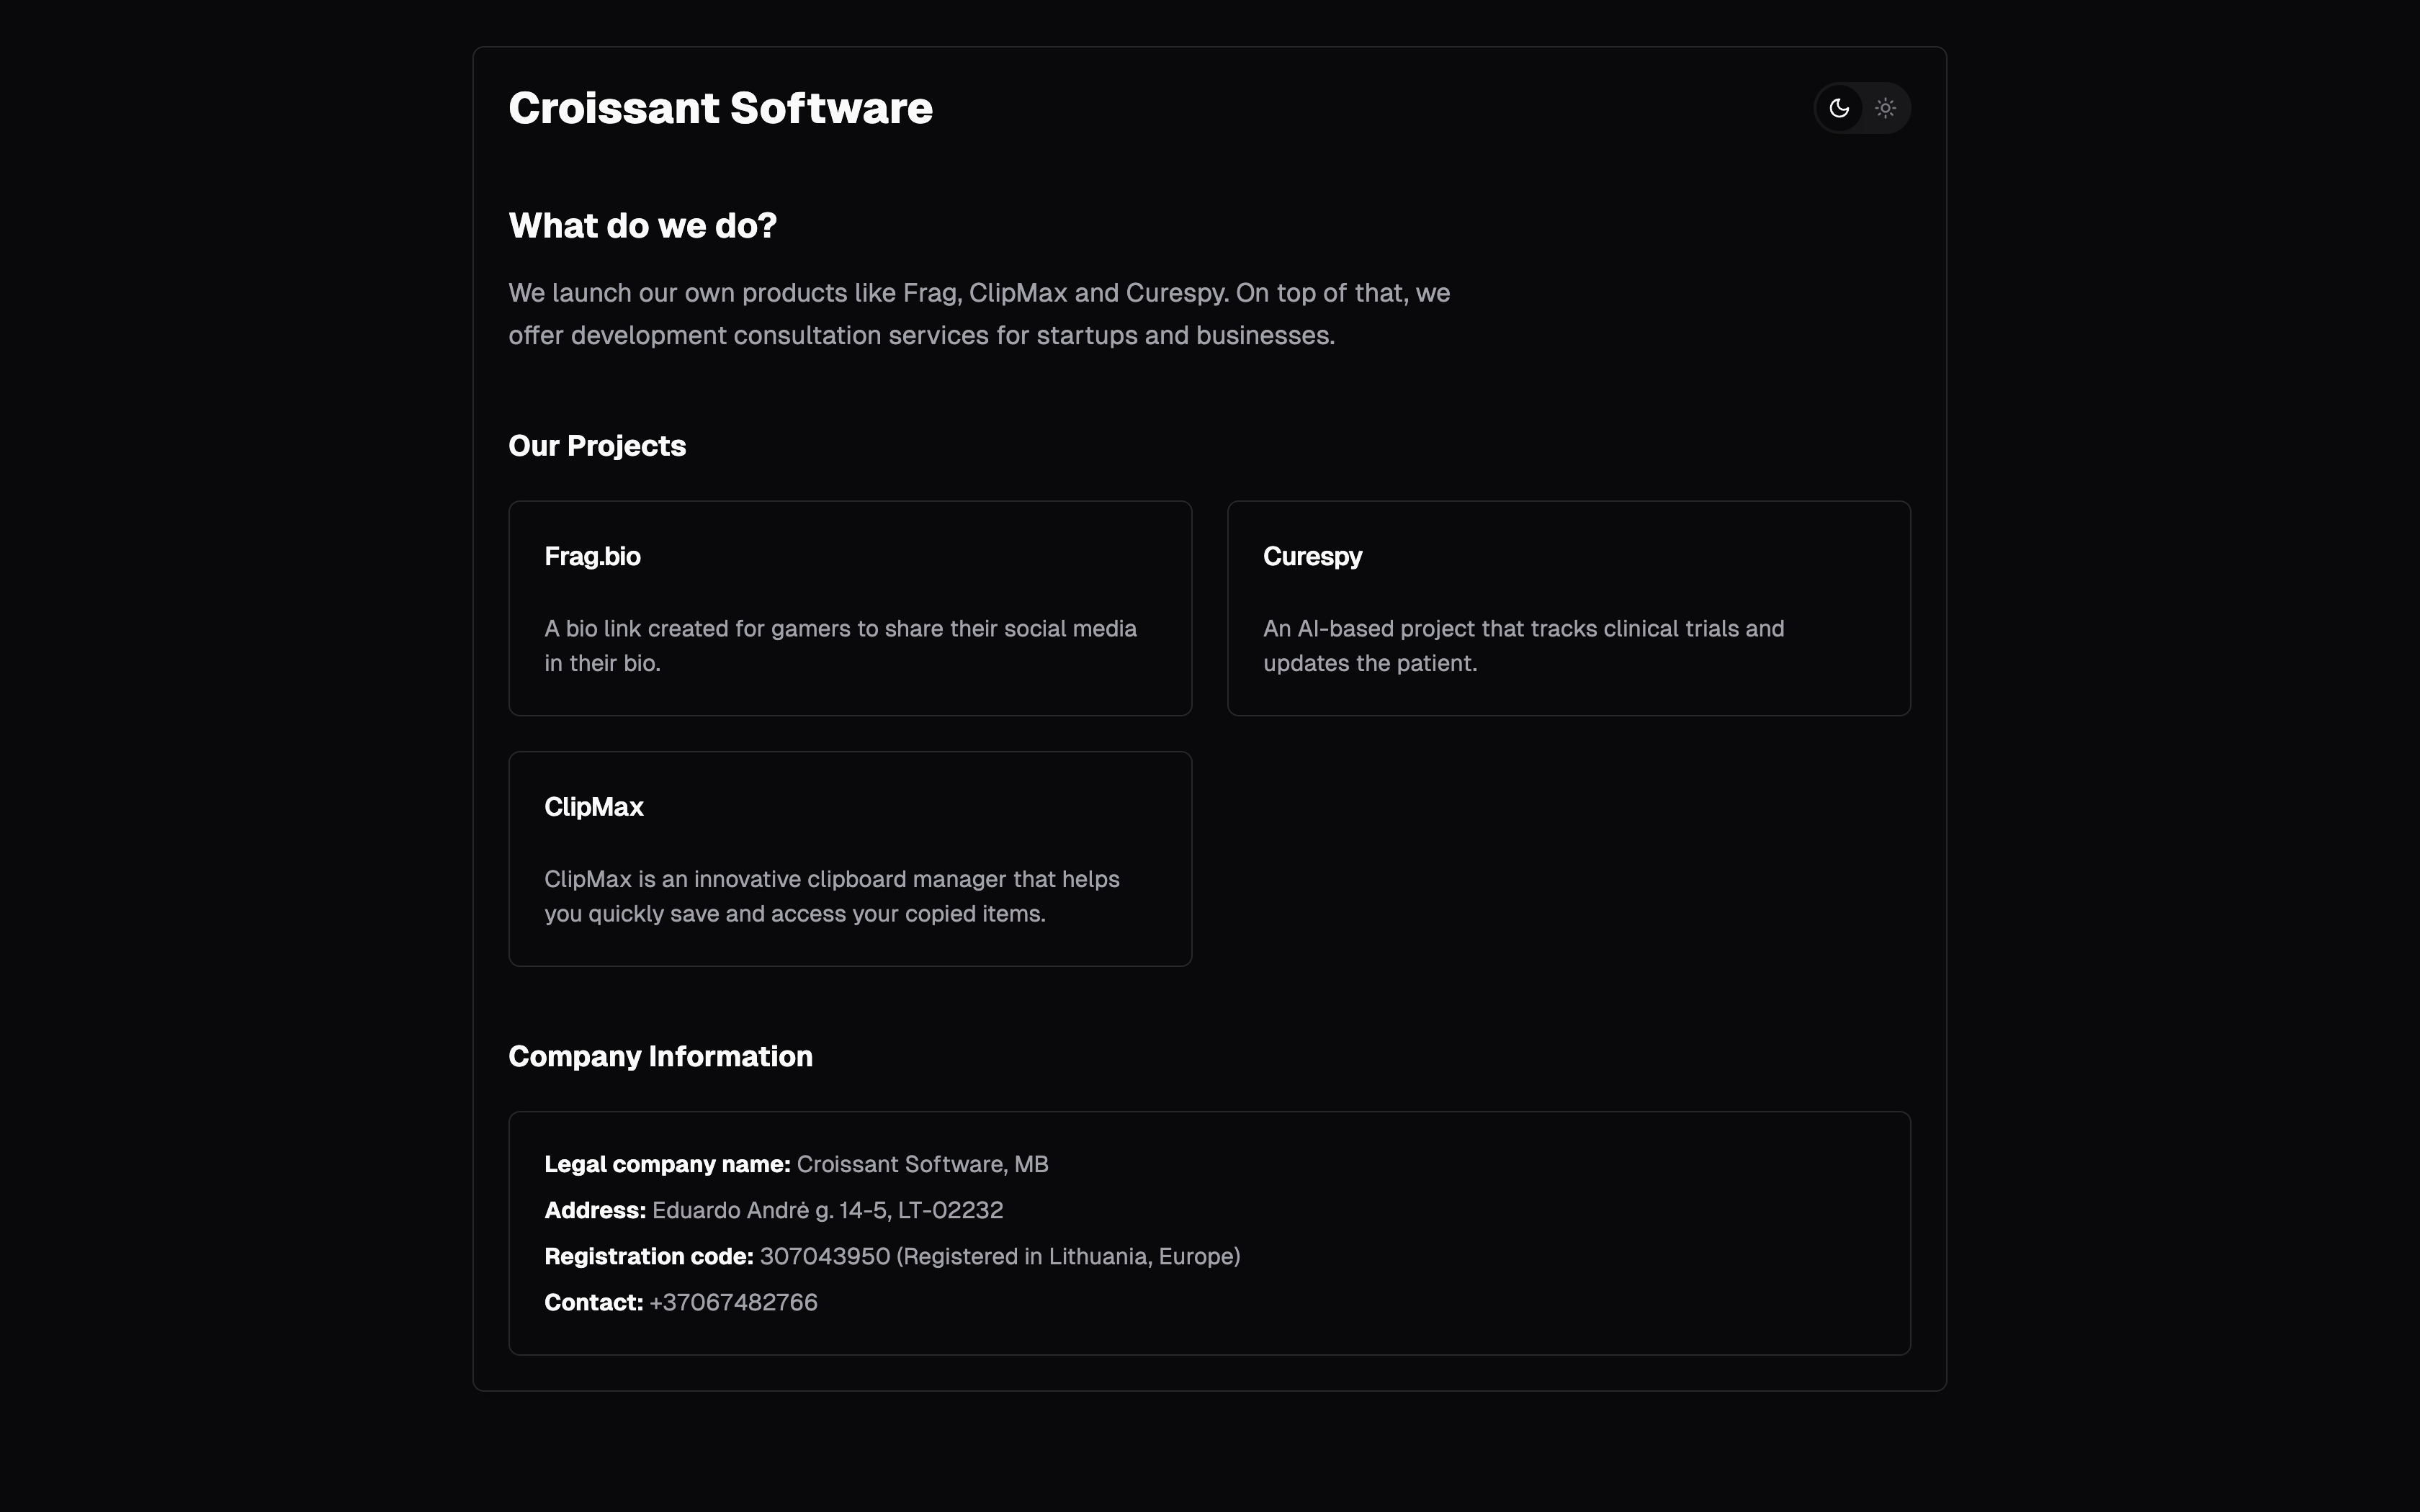 Croissant Software
What do we do?
We launch our own products like Frag, ClipMax and Curespy. On top of that, we
offer development consultation services for startups and businesses.
Our Projects
Frag.bio
A bio link created for gamers to share their social media
in their bio.
Curespy
An AI-based project that tracks clinical trials and
updates the patient.
ClipMax
ClipMax is an innovative clipboard manager that helps
you quickly save and access your copied items.
Company Information
Legal company name: Croissant Software, MB
Address: Eduardo Andrė g. 14-5, LT-02232
Registration code: 307043950 (Registered in Lithuania, Europe)
Contact: +37067482766